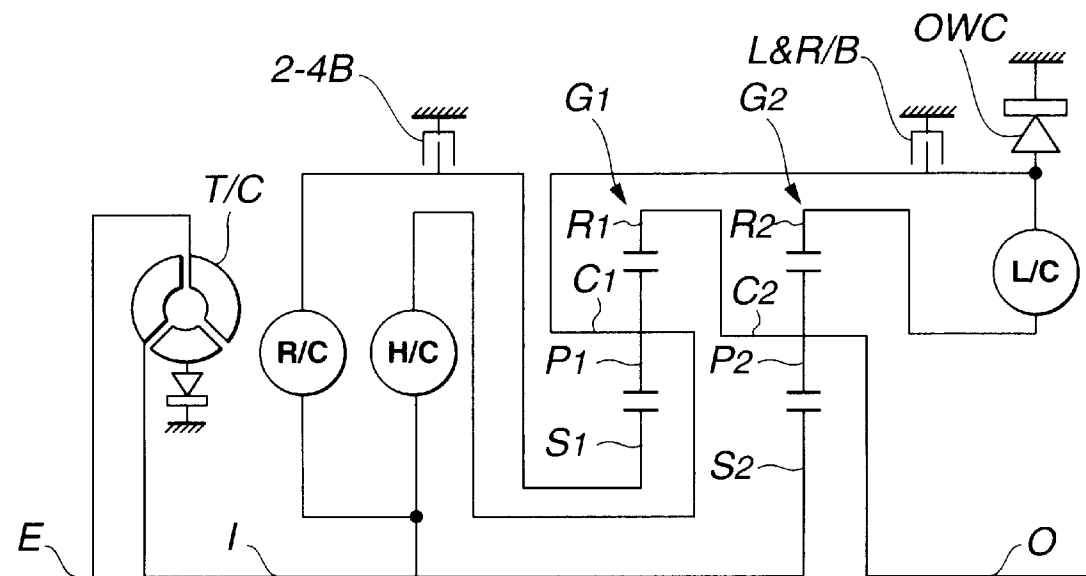 OWC
L&R/B
2-4B
G1
G2
T/C
R1
R2
L/C
C1
C2
R/C
H/C
P1
P2
S1
S2
E
I
O